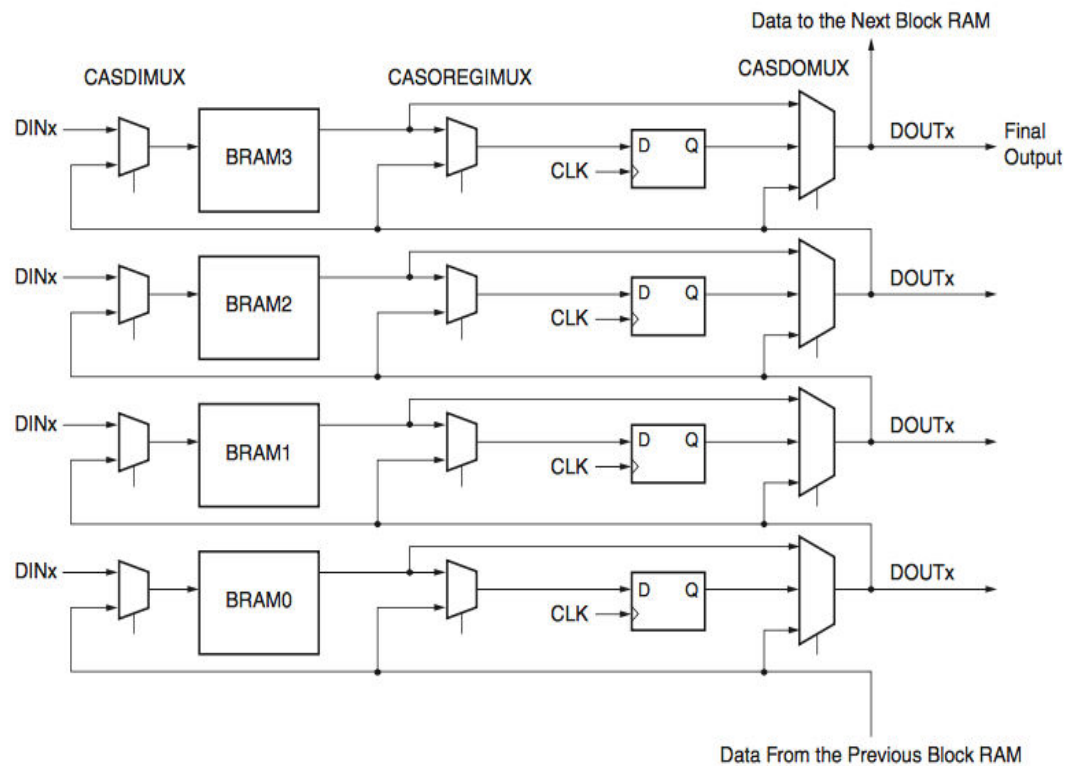 Data to the Next Block RAM
CASDIMUX
CASOREGIMUX
CASDOMUX
DINx
BRAM3
D Q
CLK
DOUTx
Final
Output
DINx
BRAM2
D Q
CLK
DOUTx
DINx
BRAM1
D Q
CLK
DOUTx
DINx
BRAM0
D Q
CLK
DOUTx
Data From the Previous Block RAM